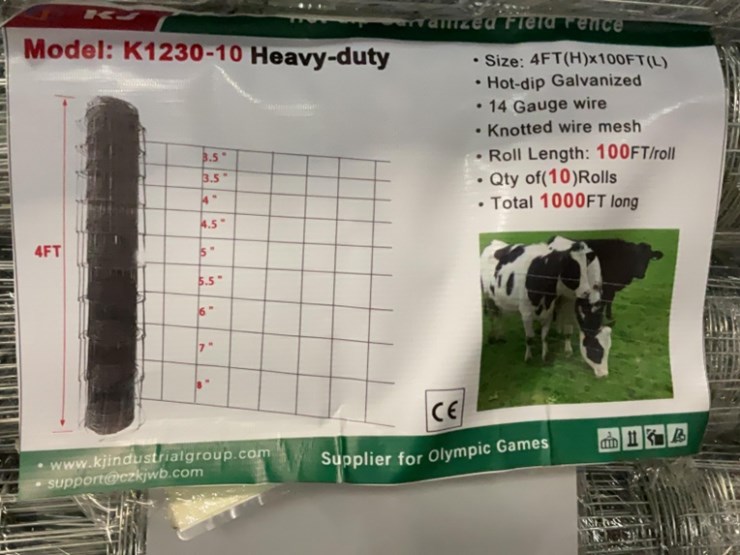 KJ
Galvanized Field Fence
Model: K1230-10 Heavy-duty
• Size: 4FT(H)x100FT(L)
• Hot-dip Galvanized
• 14 Gauge wire
• Knotted wire mesh
• Roll Length: 100FT/roll
• Qty of(10)Rolls
• Total 1000FT long
4FT
3.5"
3.5"
4"
4.5"
5"
5.5"
6"
7"
8"
CE
• www.kjindustrialgroup.com
• support@czkjwb.com
Supplier for Olympic Games